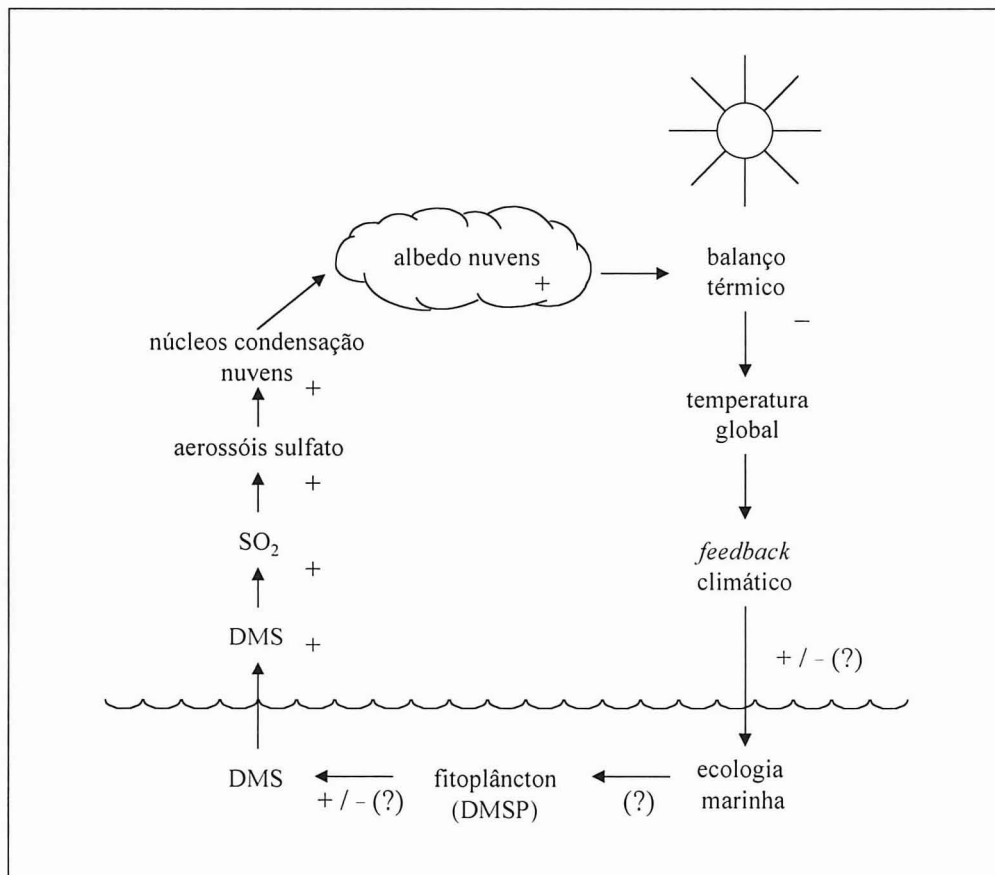 albedo nuvens
+
balanço
térmico
–
núcleos condensação
nuvens
+
temperatura
global
aerossóis sulfato
+
SO₂
+
feedback
climático
DMS
+
+ / - (?)
DMS
+ / - (?)
fitoplâncton
(DMSP)
(?)
ecologia
marinha